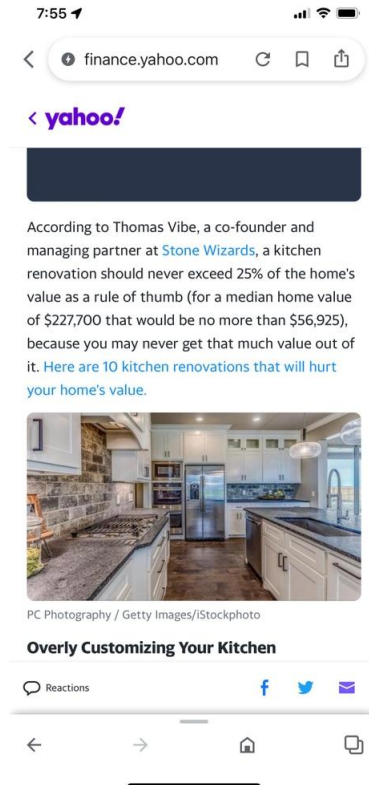 7:55
finance.yahoo.com
yahoo!
According to Thomas Vibe, a co-founder and
managing partner at Stone Wizards, a kitchen
renovation should never exceed 25% of the home's
value as a rule of thumb (for a median home value
of $227,700 that would be no more than $56,925),
because you may never get that much value out of
it. Here are 10 kitchen renovations that will hurt
your home's value.
PC Photography / Getty Images/iStockphoto
Overly Customizing Your Kitchen
Reactions